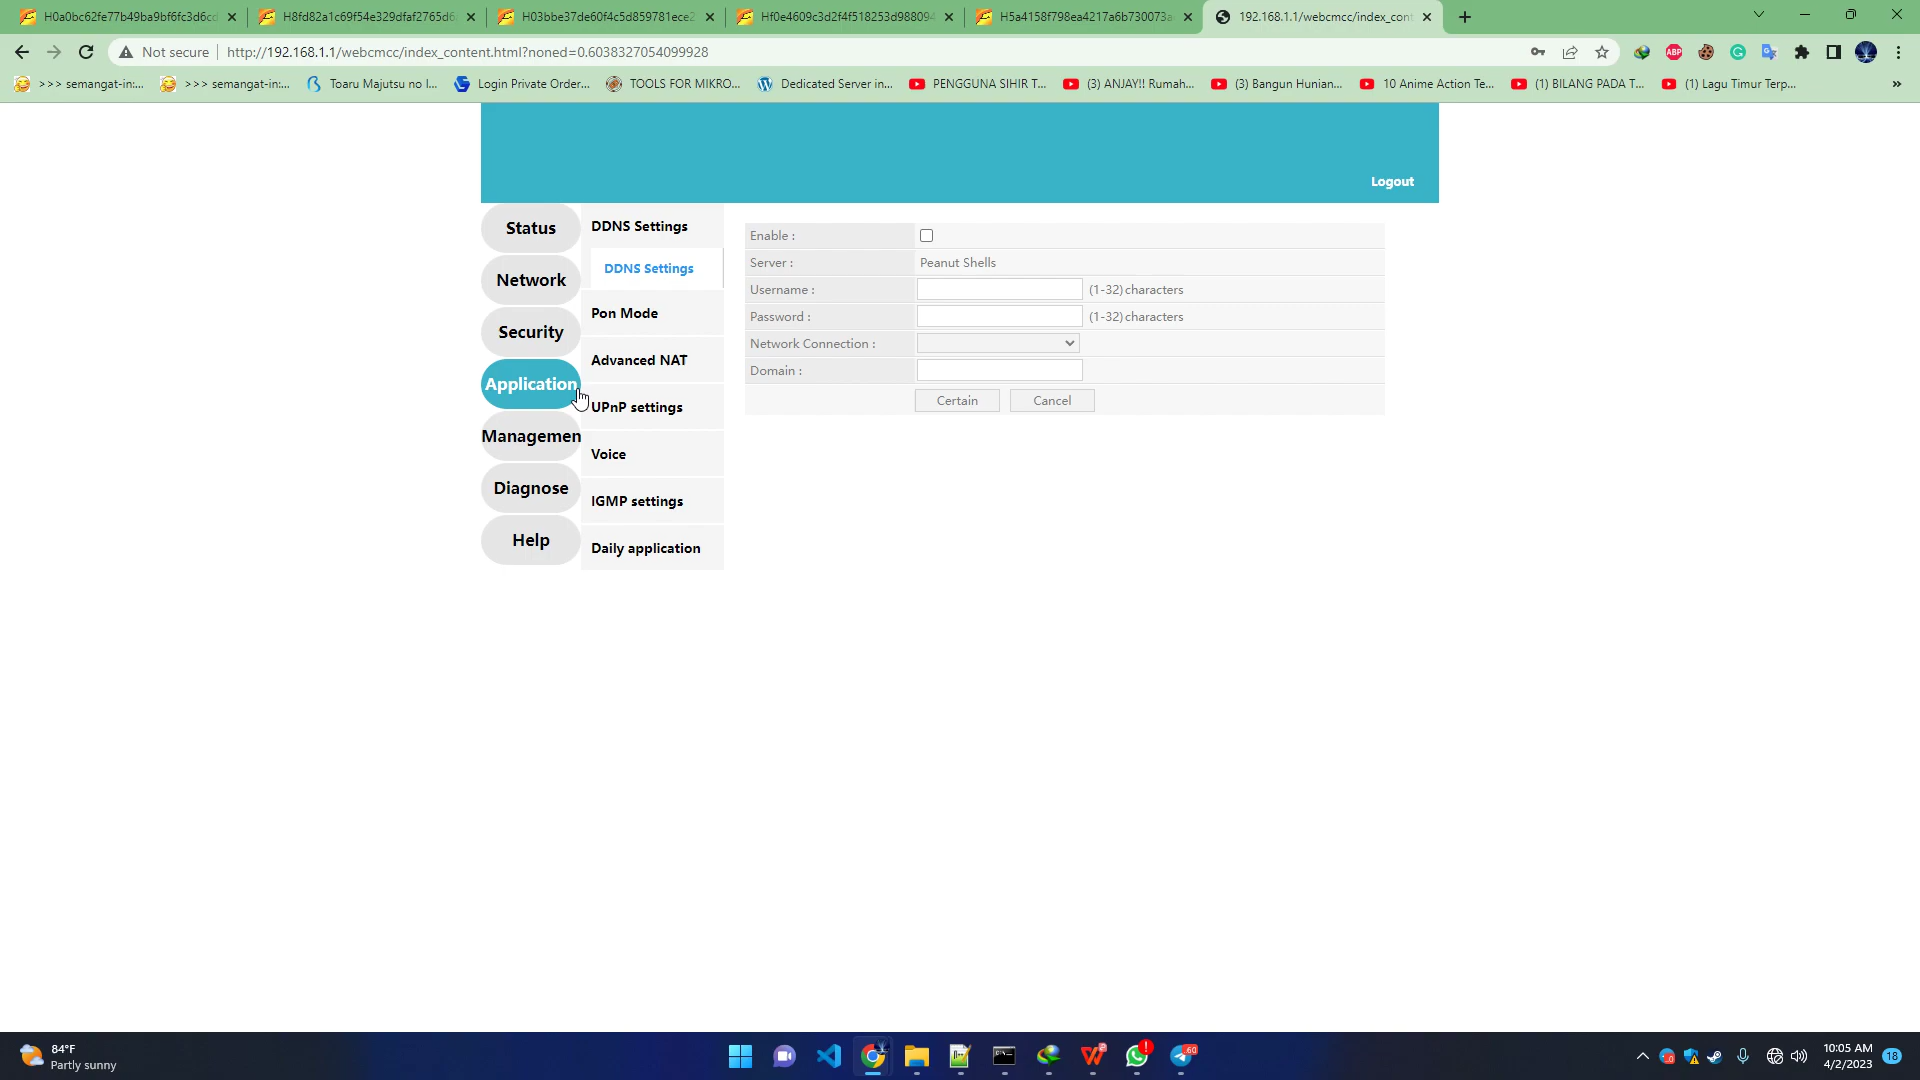 H0a0bc62fe77b49ba9bf6fc3d6cd
H8fd82a1c69f54e329dfaf2765d6
H03bbe37de60f4c5d859781ece2
Hf0e4609c3d2f4f518253d988094
H5a4158f798ea4217a6b730073a
192.168.1.1/webcmcc/index_cont
Not secure
http://192.168.1.1/webcmcc/index_content.html?noned=0.6038327054099928
ABP
>>> semangat-in:...
>>> semangat-in:...
Toaru Majutsu no I...
Login Private Order...
TOOLS FOR MIKRO...
Dedicated Server in...
PENGGUNA SIHIR T...
(3) ANJAY!! Rumah...
(3) Bangun Hunian...
10 Anime Action Te...
(1) BILANG PADA T...
(1) Lagu Timur Terp...
»
Logout
Status
Network
Security
Application
Managemen
Diagnose
Help
DDNS Settings
DDNS Settings
Pon Mode
Advanced NAT
UPnP settings
Voice
IGMP settings
Daily application
Enable :
Server :
Peanut Shells
Username :
(1-32) characters
Password :
(1-32) characters
Network Connection :
Domain :
Certain
Cancel
84°F
Partly sunny
60
10:05 AM
4/2/2023
18